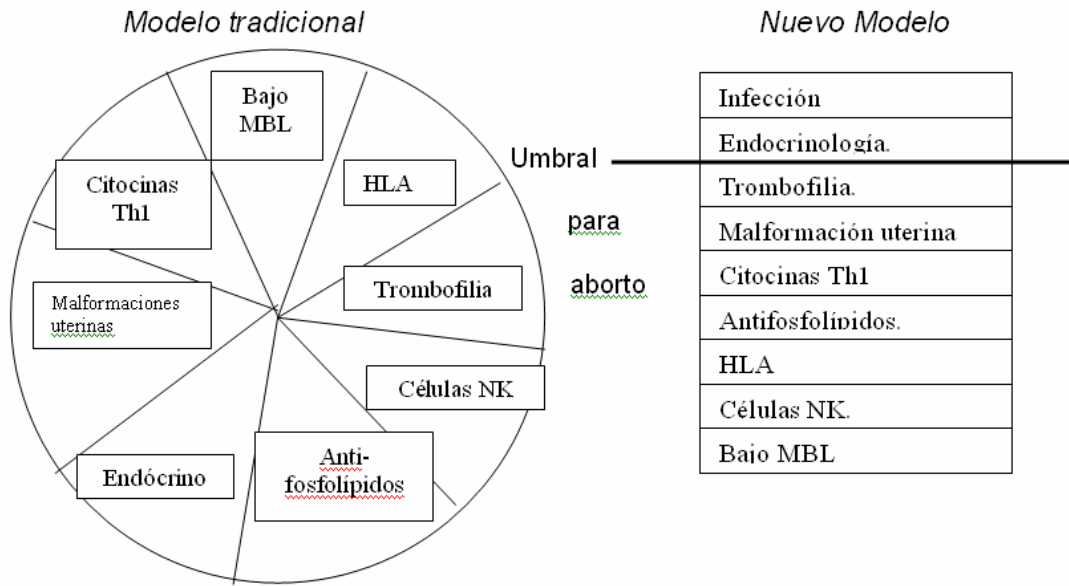 Modelo tradicional
Bajo
MBL
HLA
Citocinas
Th1
Trombofilia
Malformaciones
uterinas
Células NK
Anti-
fosfolípidos
Endócrino
Umbral
para
aborto
Nuevo Modelo
Infección
Endocrinología.
Trombofilia.
Malformación uterina
Citocinas Th1
Antifosfolípidos.
HLA
Células NK.
Bajo MBL